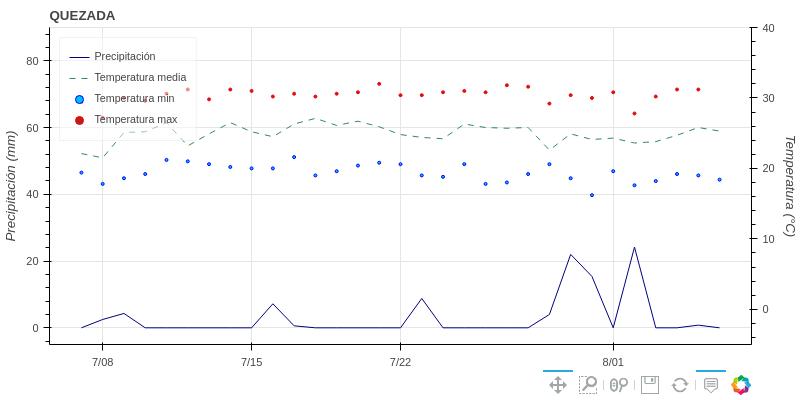 QUEZADA
Precipitación
Temperatura media
Temperatura min
Temperatura max
Precipitación (mm)
80
60
40
20
0
Temperatura (°C)
40
30
20
10
0
7/08
7/15
7/22
8/01